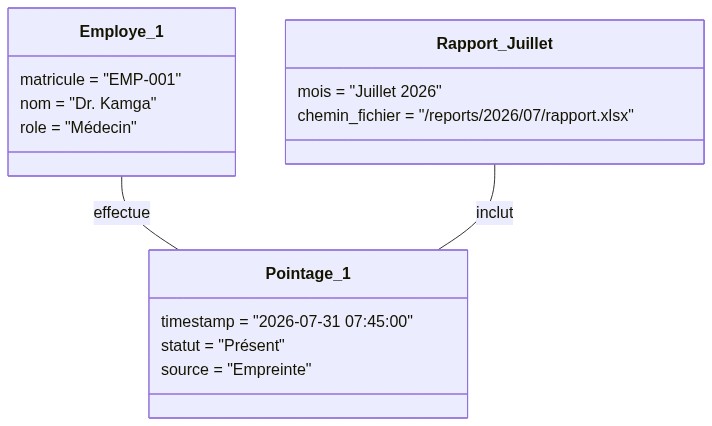 Employe_1
matricule = "EMP-001"
nom = "Dr. Kamga"
role = "Médecin"
Rapport_Juillet
mois = "Juillet 2026"
chemin_fichier = "/reports/2026/07/rapport.xlsx"
effectue
inclut
Pointage_1
timestamp = "2026-07-31 07:45:00"
statut = "Présent"
source = "Empreinte"